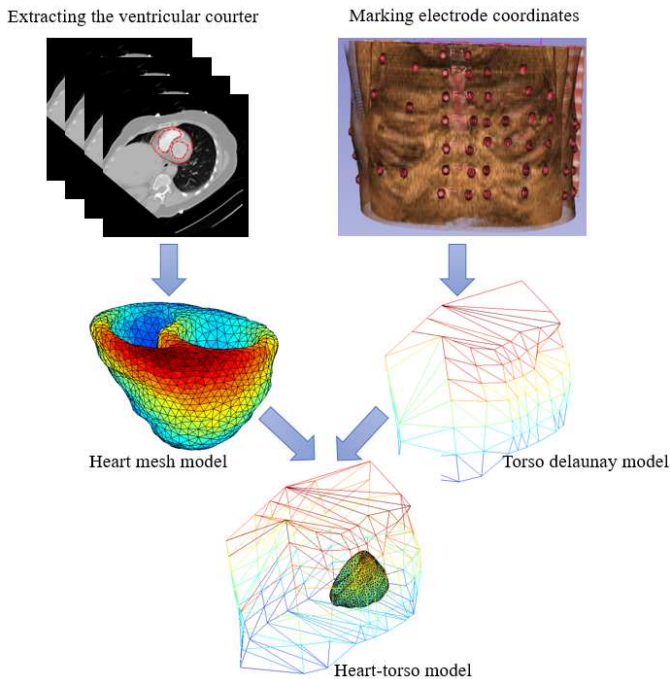 Extracting the ventricular courter
Marking electrode coordinates
Heart mesh model
Torso delaunay model
Heart-torso model